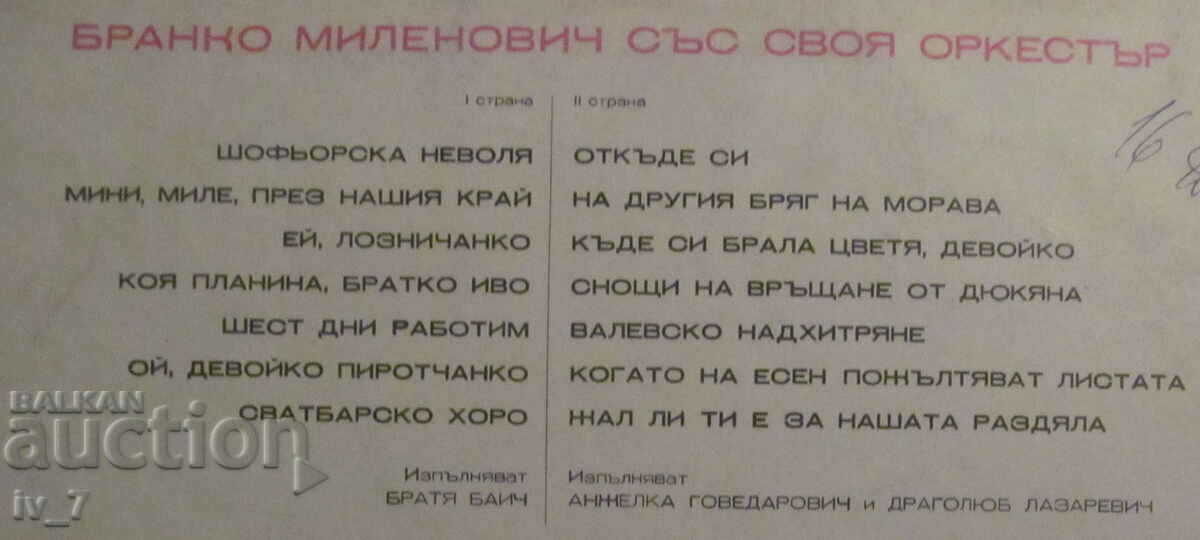 БРАНКО МИЛЕНОВИЧ СЪС СВОЯ ОРКЕСТЪР
I страна
ШОФЬОРСКА НЕВОЛЯ
МИНИ, МИЛЕ, ПРЕЗ НАШИЯ КРАЙ
ЕЙ, ЛОЗНИЧАНКО
КОЯ ПЛАНИНА, БРАТКО ИВО
ШЕСТ ДНИ РАБОТИМ
ОЙ, ДЕВОЙКО ПИРОТЧАНКО
СВАТБАРСКО ХОРО
Изпълняват
БРАТЯ БАИЧ
II страна
ОТКЪДЕ СИ
НА ДРУГИЯ БРЯГ НА МОРАВА
КЪДЕ СИ БРАЛА ЦВЕТЯ, ДЕВОЙКО
СНОЩИ НА ВРЪЩАНЕ ОТ ДЮКЯНА
ВАЛЕВСКО НАДХИТРЯНЕ
КОГАТО НА ЕСЕН ПОЖЪЛТЯВАТ ЛИСТАТА
ЖАЛ ЛИ ТИ Е ЗА НАШАТА РАЗДЯЛА
Изпълняват
АНЖЕЛКА ГОВЕДАРОВИЧ и ДРАГОЛЮБ ЛАЗАРЕВИЧ
16
BALKAN
auction
iv_7